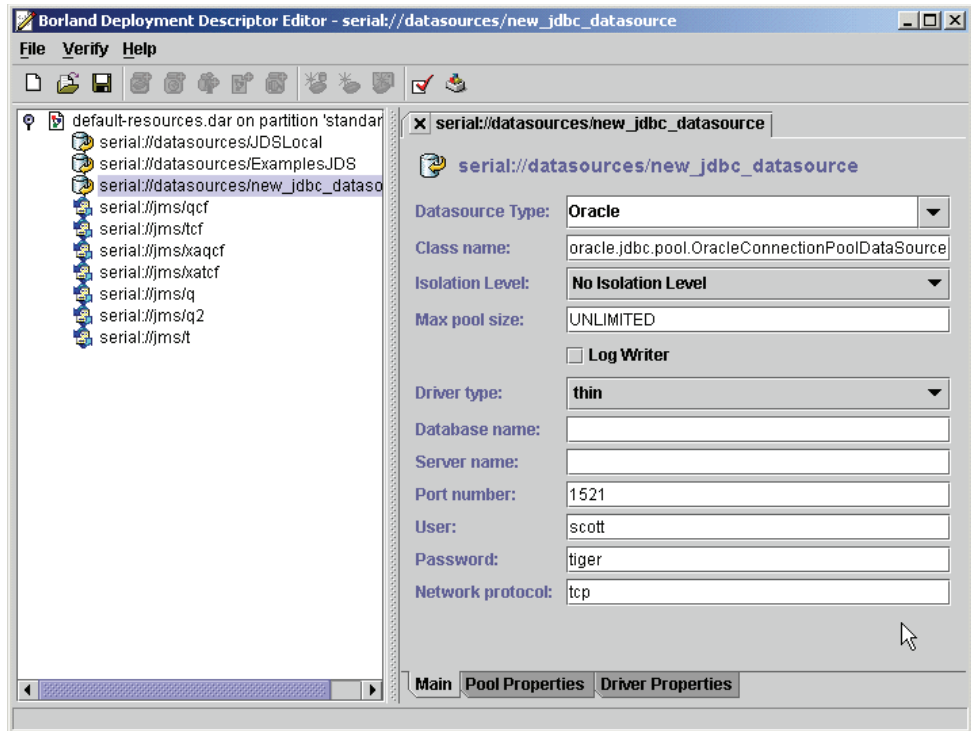 Borland Deployment Descriptor Editor - serial://datasources/new_jdbc_datasource
File Verify Help
default-resources.dar on partition 'standar
serial://datasources/JDSLocal
serial://datasources/ExamplesJDS
serial://datasources/new_jdbc_dataso
serial://jms/qcf
serial://jms/tcf
serial://jms/xaqcf
serial://jms/xatcf
serial://jms/q
serial://jms/q2
serial://jms/t
serial://datasources/new_jdbc_datasource
serial://datasources/new_jdbc_datasource
Datasource Type: Oracle
Class name: oracle.jdbc.pool.OracleConnectionPoolDataSource
Isolation Level: No Isolation Level
Max pool size: UNLIMITED
Log Writer
Driver type: thin
Database name:
Server name:
Port number: 1521
User: scott
Password: tiger
Network protocol: tcp
Main Pool Properties Driver Properties